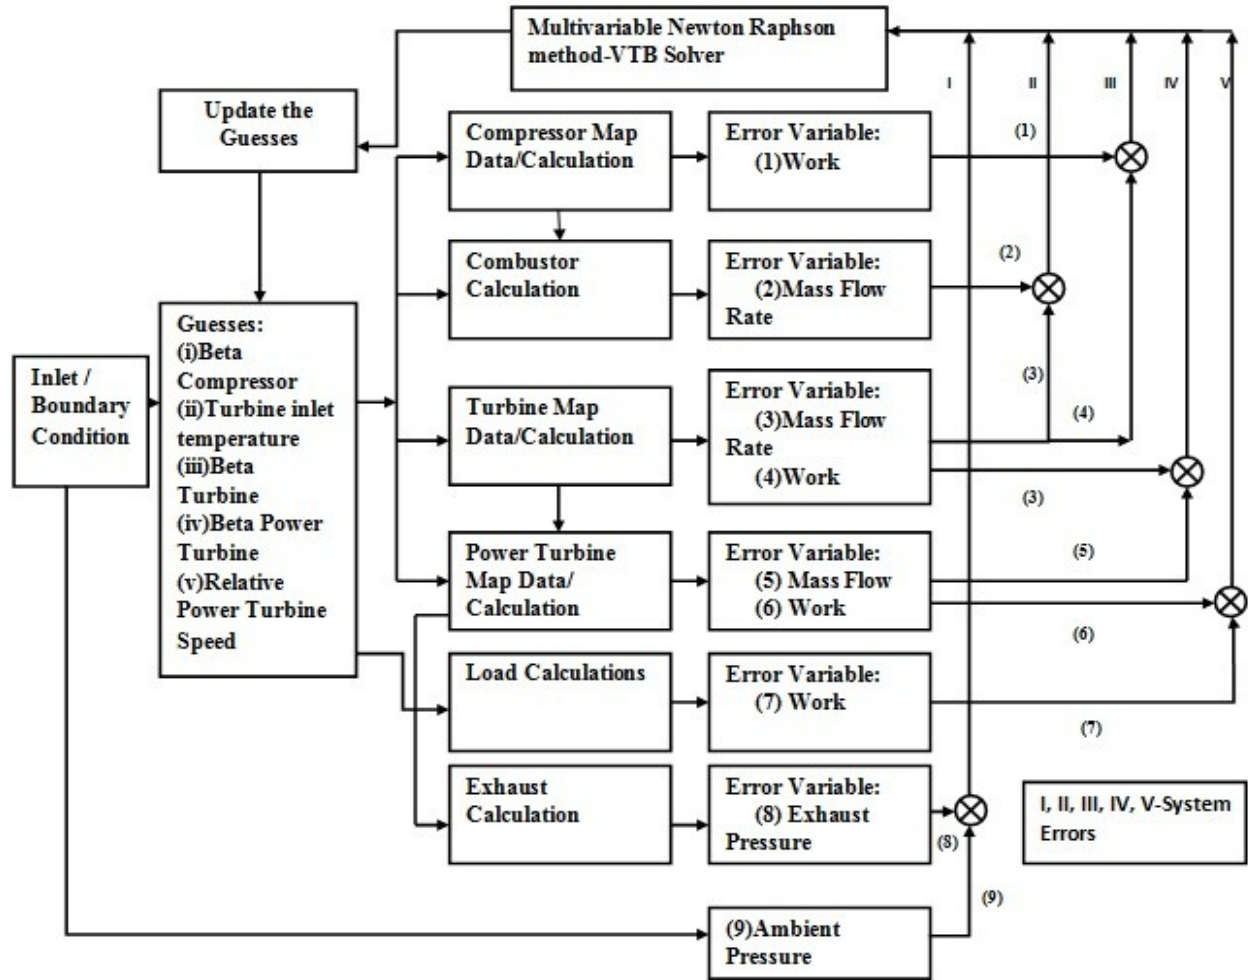 Multivariable Newton Raphson
method-VTB Solver
I
II
III
IV
V
Update the
Guesses
Compressor Map
Data/Calculation
Error Variable:
(1)Work
(1)
Combustor
Calculation
Error Variable:
(2)Mass Flow
Rate
(2)
Inlet /
Boundary
Condition
Guesses:
(i)Beta
Compressor
(ii)Turbine inlet
temperature
(iii)Beta
Turbine
(iv)Beta Power
Turbine
(v)Relative
Power Turbine
Speed
Turbine Map
Data/Calculation
Error Variable:
(3)Mass Flow
Rate
(4)Work
(3)
(4)
(3)
Power Turbine
Map Data/
Calculation
Error Variable:
(5) Mass Flow
(6) Work
(5)
(6)
Load Calculations
Error Variable:
(7) Work
(7)
Exhaust
Calculation
Error Variable:
(8) Exhaust
Pressure
(8)
I, II, III, IV, V-System
Errors
(9)Ambient
Pressure
(9)